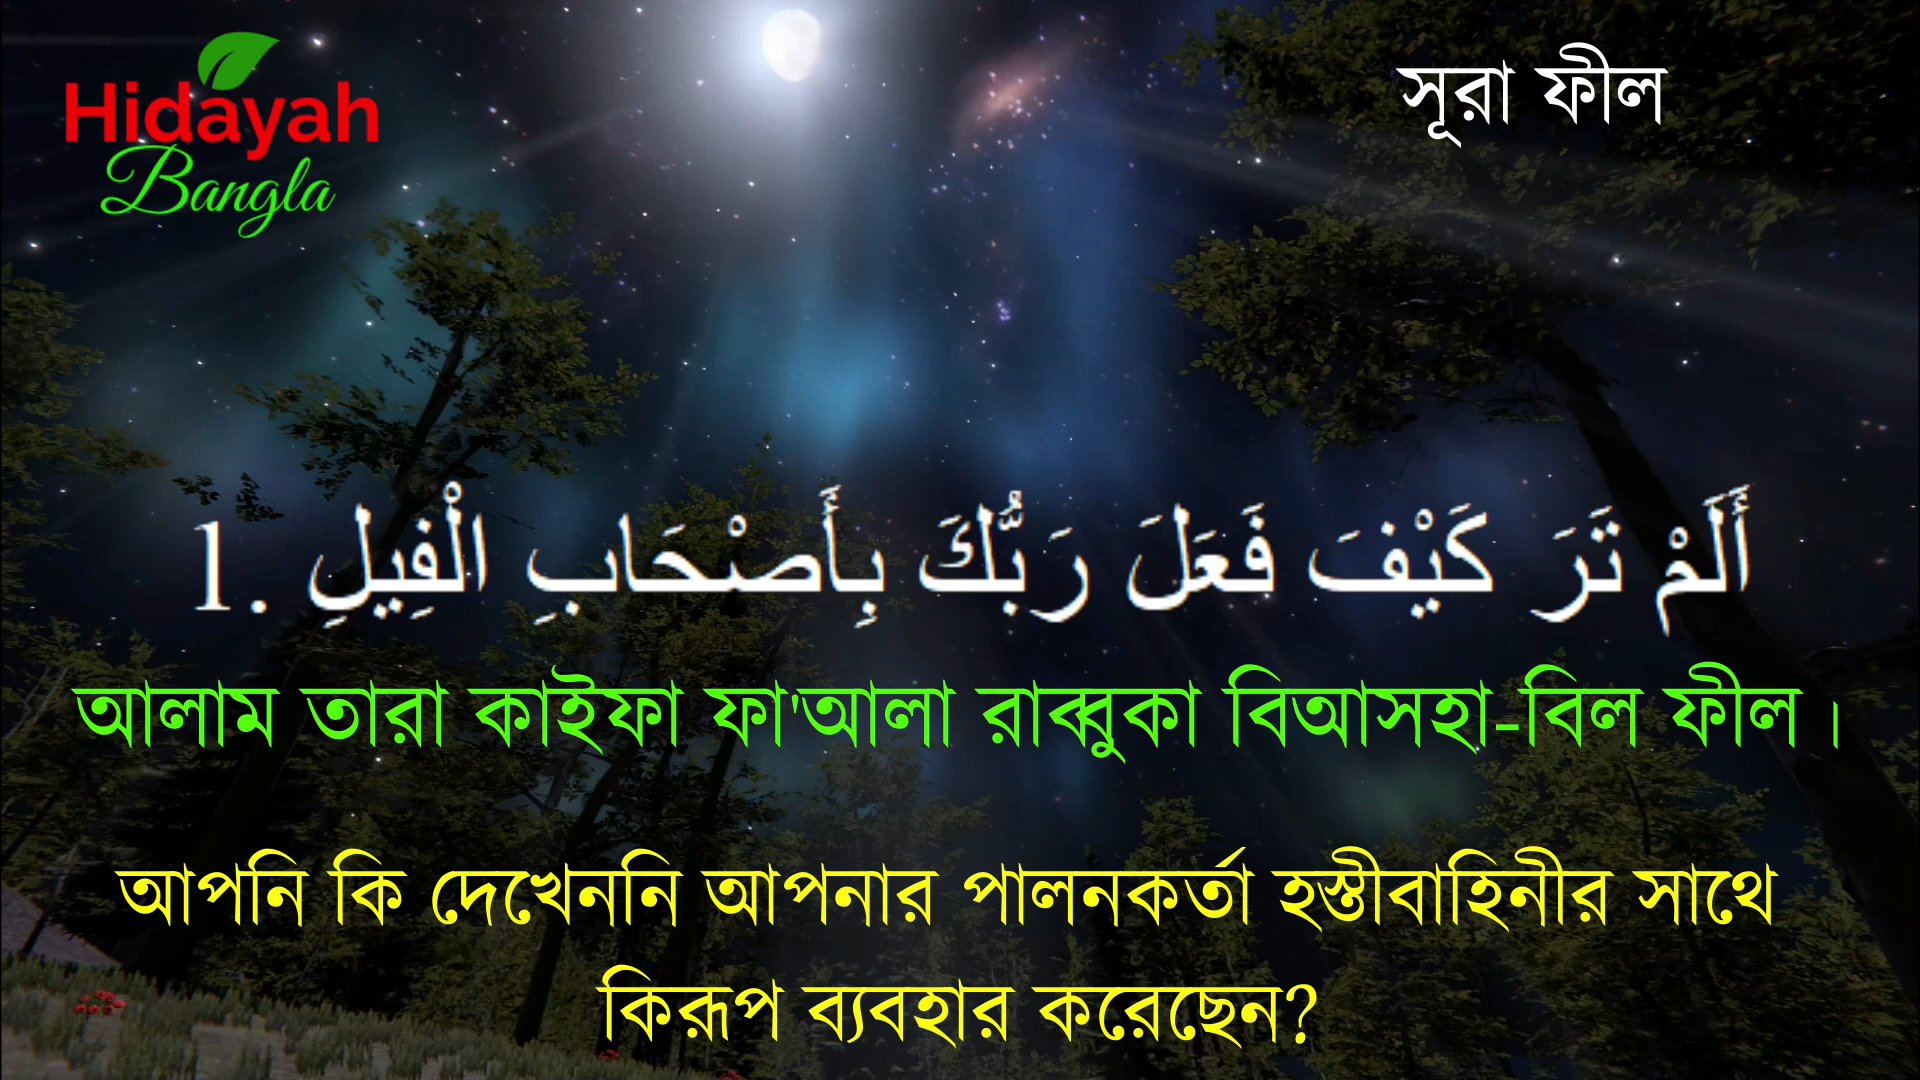 Hidayah
Bangla
সূরা ফীল
1. أَلَمْ تَرَ كَيْفَ فَعَلَ رَبُّكَ بِأَصْحَابِ الْفِيلِ
আলাম তারা কাইফা ফা'আলা রাব্বুকা বিআসহা-বিল ফীল।
আপনি কি দেখেননি আপনার পালনকর্তা হস্তীবাহিনীর সাথে
কিরূপ ব্যবহার করেছেন?